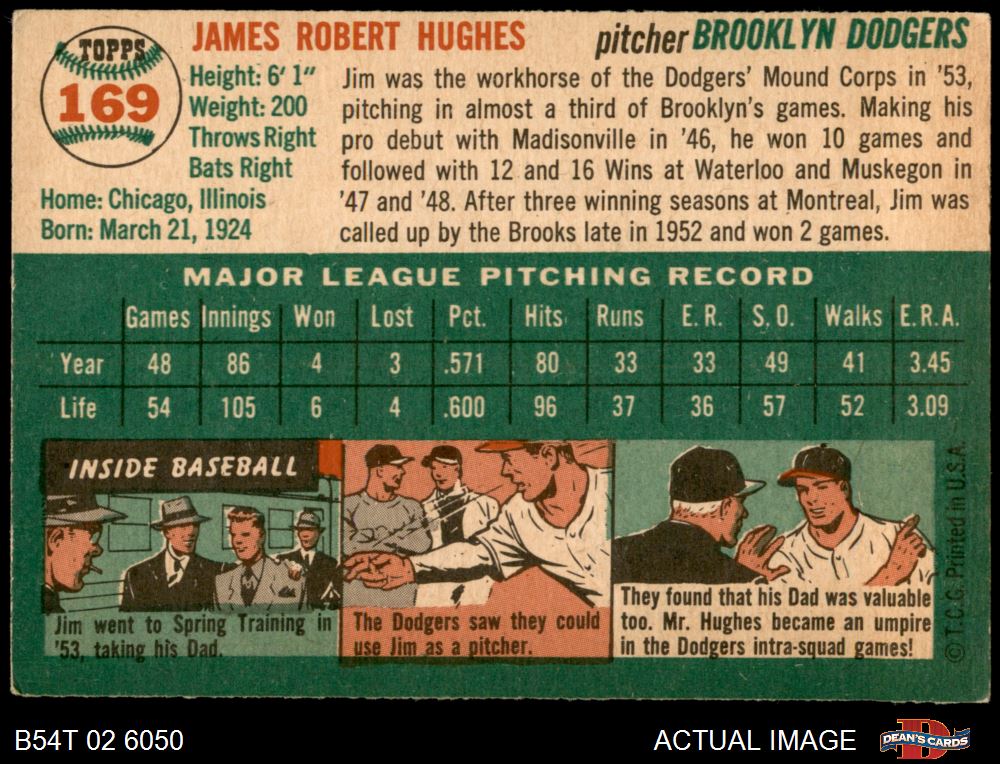 TOPPS
169
JAMES ROBERT HUGHES
pitcher BROOKLYN DODGERS
Height: 6' 1"
Weight: 200
Throws Right
Bats Right
Home: Chicago, Illinois
Born: March 21, 1924
Jim was the workhorse of the Dodgers' Mound Corps in '53,
pitching in almost a third of Brooklyn's games. Making his
pro debut with Madisonville in '46, he won 10 games and
followed with 12 and 16 Wins at Waterloo and Muskegon in
'47 and '48. After three winning seasons at Montreal, Jim was
called up by the Brooks late in 1952 and won 2 games.
MAJOR LEAGUE PITCHING RECORD
Games Innings Won Lost Pct. Hits Runs E. R. S. O. Walks E.R.A.
Year 48 86 4 3 .571 80 33 33 49 41 3.45
Life 54 105 6 4 .600 96 37 36 57 52 3.09
INSIDE BASEBALL
Jim went to Spring Training in
'53, taking his Dad.
The Dodgers saw they could
use Jim as a pitcher.
They found that his Dad was valuable
too. Mr. Hughes became an umpire
in the Dodgers intra-squad games!
© T.C.G. Printed in U.S.A.
B54T 02 6050
ACTUAL IMAGE
DEAN'S CARDS